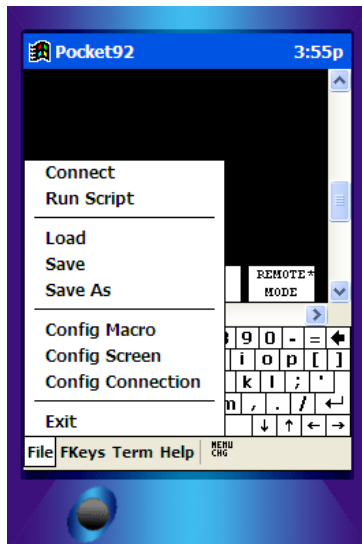 Pocket92 3:55p
Connect
Run Script
Load
Save
Save As
REMOTE*
MODE
Config Macro
Config Screen
Config Connection
Exit
9 0 - =
i o p [ ]
k l ; '
m , . /
↓ ↑ ← →
File FKeys Term Help MENU
CHG